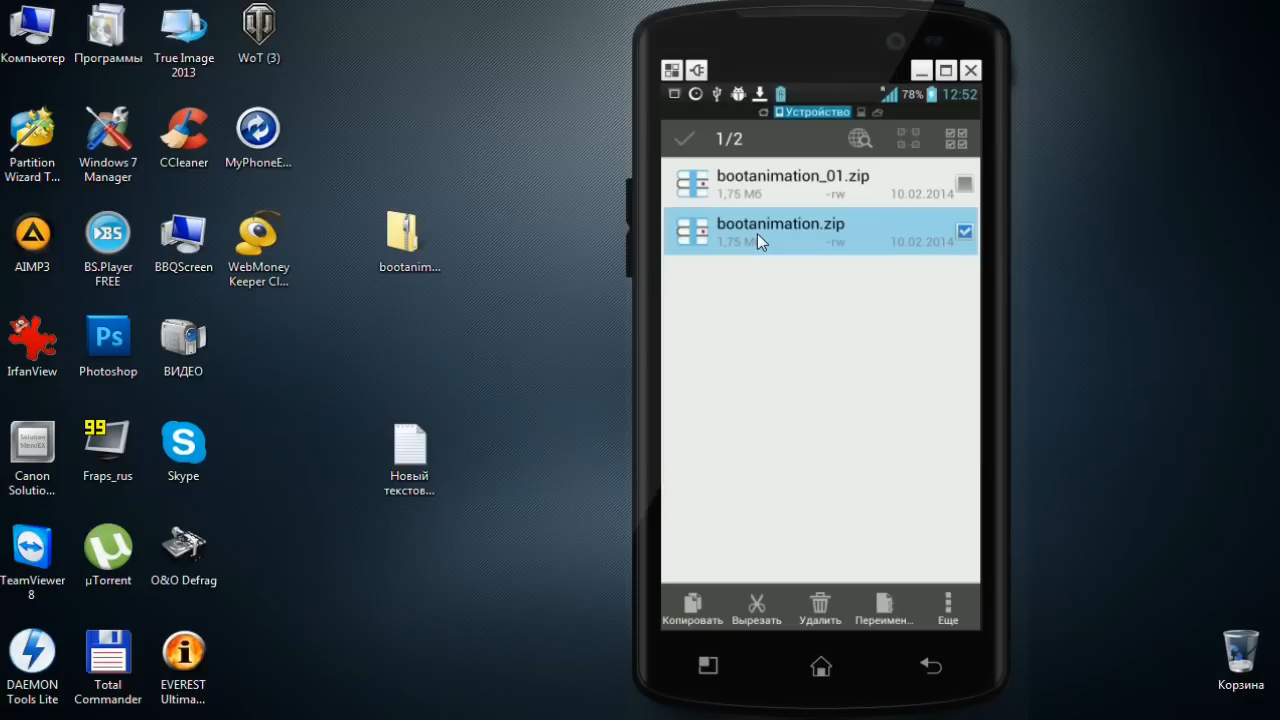 Компьютер
Программы
True Image
2013
WoT (3)
Partition
Wizard T...
Windows 7
Manager
CCleaner
MyPhoneE...
AIMP3
BS.Player
FREE
BBQScreen
WebMoney
Keeper Cl...
IrfanView
Photoshop
ВИДЕО
Canon
Solutio...
99
Fraps_rus
Skype
TeamViewer
8
µTorrent
O&O Defrag
DAEMON
Tools Lite
Total
Commander
EVEREST
Ultima...
bootanim...
Новый
текстов...
78% 12:52
Устройство
1/2
bootanimation_01.zip
1,75 Мб -rw 10.02.2014
bootanimation.zip
1,75 -rw 10.02.2014
Копировать Вырезать Удалить Переимен... Еще
Корзина